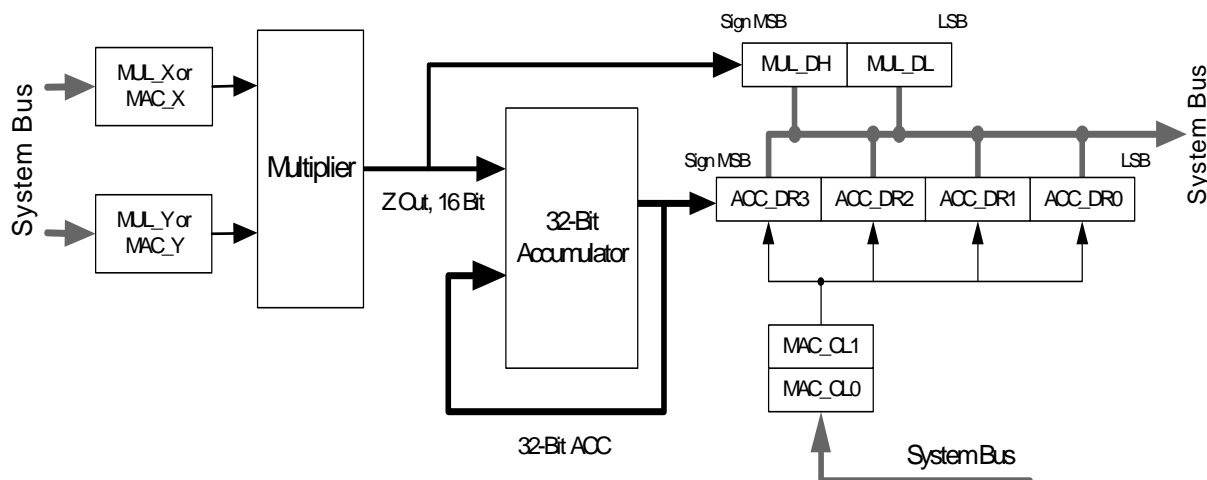 Sign MSB
LSB
MUL_X or
MAC_X
MUL_DH
MUL_DL
System Bus
Multiplier
Z Out, 16 Bit
MUL_Y or
MAC_Y
32-Bit
Accumulator
Sign MSB
LSB
ACC_DR3
ACC_DR2
ACC_DR1
ACC_DR0
System Bus
MAC_CL1
MAC_CL0
32-Bit ACC
System Bus